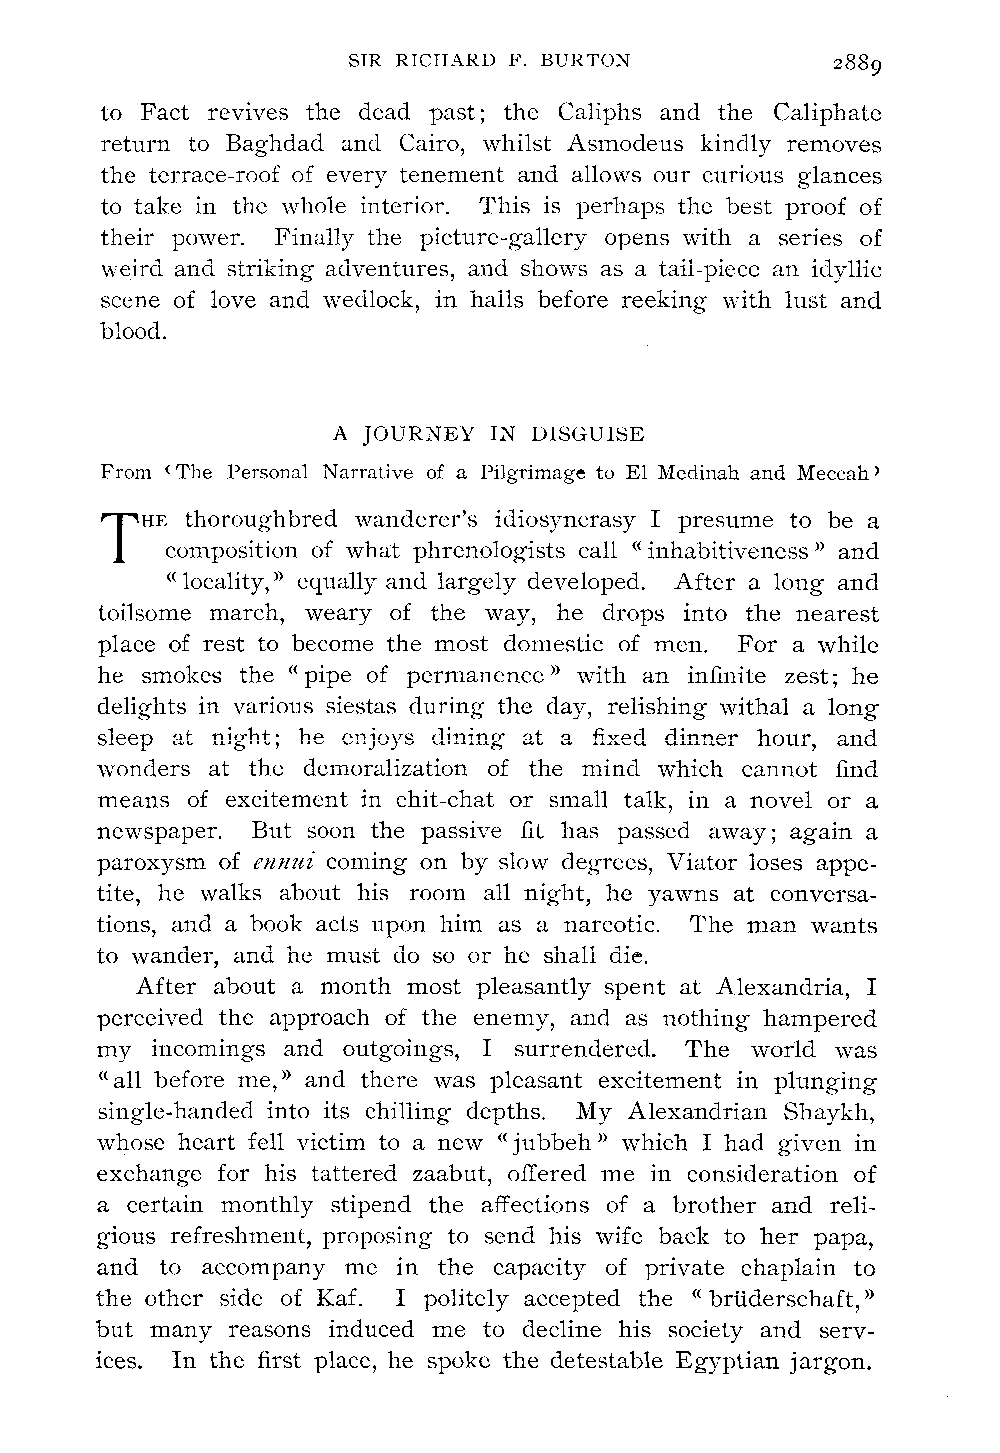 SIR RICHARD F. BURTON 2889
to Fact revives the dead past; the Caliphs and the Caliphate
return to Baghdad and Cairo, whilst Asmodeus kindly removes
the terrace-roof of every tenement and allows our curious glances
to take in the whole interior. This is perhaps the best proof of
their power. Finally the picture-gallery opens with a series of
weird and striking adventures, and shows as a tail-piece an idyllic
scene of love and wedlock, in halls before reeking with lust and
blood.
A JOURNEY IN DISGUISE
From ‹The Personal Narrative of a Pilgrimage to El Medinah and Meccah›
THE thoroughbred wanderer's idiosyncrasy I presume to be a
composition of what phrenologists call «inhabitiveness» and
«locality,» equally and largely developed. After a long and
toilsome march, weary of the way, he drops into the nearest
place of rest to become the most domestic of men. For a while
he smokes the «pipe of permanence» with an infinite zest; he
delights in various siestas during the day, relishing withal a long
sleep at night; he enjoys dining at a fixed dinner hour, and
wonders at the demoralization of the mind which cannot find
means of excitement in chit-chat or small talk, in a novel or a
newspaper. But soon the passive fit has passed away; again a
paroxysm of ennui coming on by slow degrees, Viator loses appe-
tite, he walks about his room all night, he yawns at conversa-
tions, and a book acts upon him as a narcotic. The man wants
to wander, and he must do so or he shall die.
After about a month most pleasantly spent at Alexandria, I
perceived the approach of the enemy, and as nothing hampered
my incomings and outgoings, I surrendered. The world was
«all before me,» and there was pleasant excitement in plunging
single-handed into its chilling depths. My Alexandrian Shaykh,
whose heart fell victim to a new «jubbeh» which I had given in
exchange for his tattered zaabut, offered me in consideration of
a certain monthly stipend the affections of a brother and reli-
gious refreshment, proposing to send his wife back to her papa,
and to accompany me in the capacity of private chaplain to
the other side of Kaf. I politely accepted the «brüderschaft,»
but many reasons induced me to decline his society and serv-
ices. In the first place, he spoke the detestable Egyptian jargon.